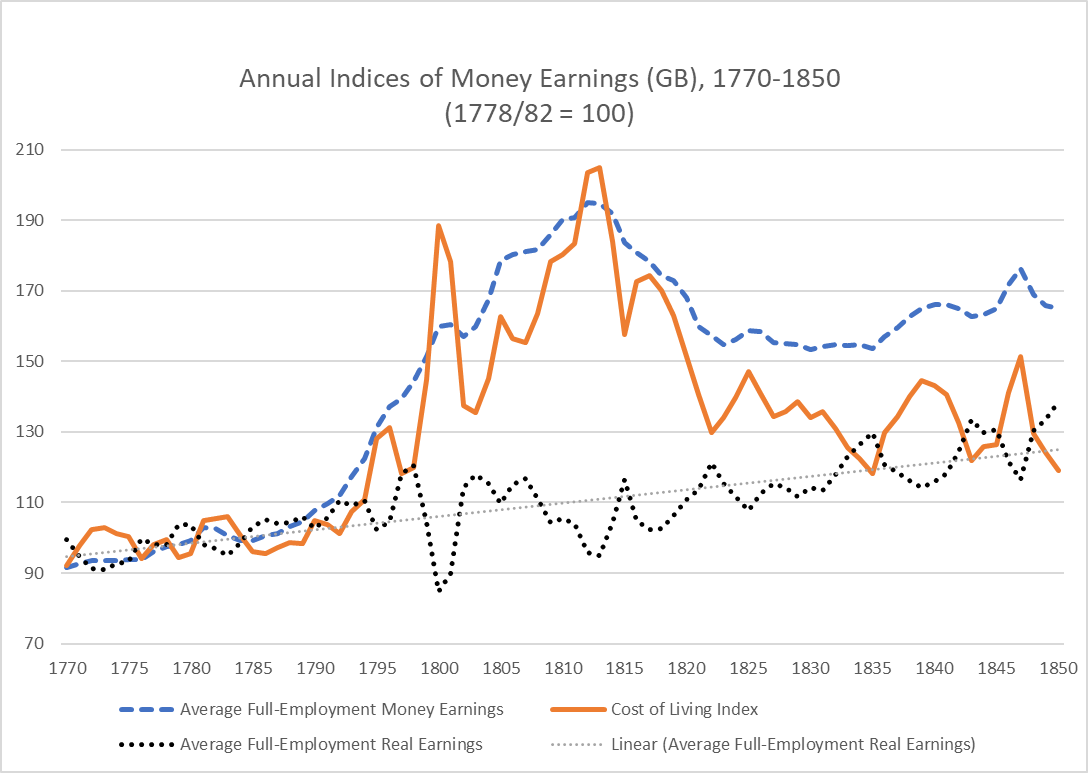 Annual Indices of Money Earnings (GB), 1770-1850
(1778/82 = 100)
210
190
170
150
130
110
90
70
1770 1775 1780 1785 1790 1795 1800 1805 1810 1815 1820 1825 1830 1835 1840 1845 1850
Average Full-Employment Money Earnings Cost of Living Index
Average Full-Employment Real Earnings Linear (Average Full-Employment Real Earnings)